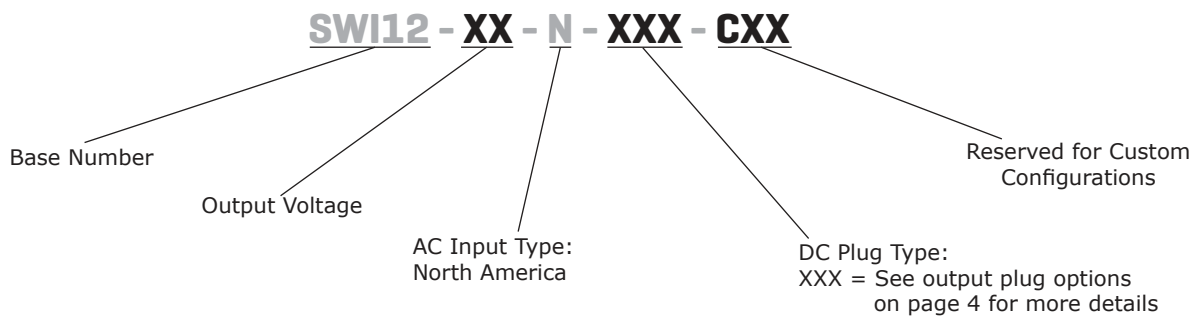 SWI12 - XX - N - XXX - CXX
Base Number
Output Voltage
AC Input Type:
North America
DC Plug Type:
XXX = See output plug options
on page 4 for more details
Reserved for Custom
Configurations